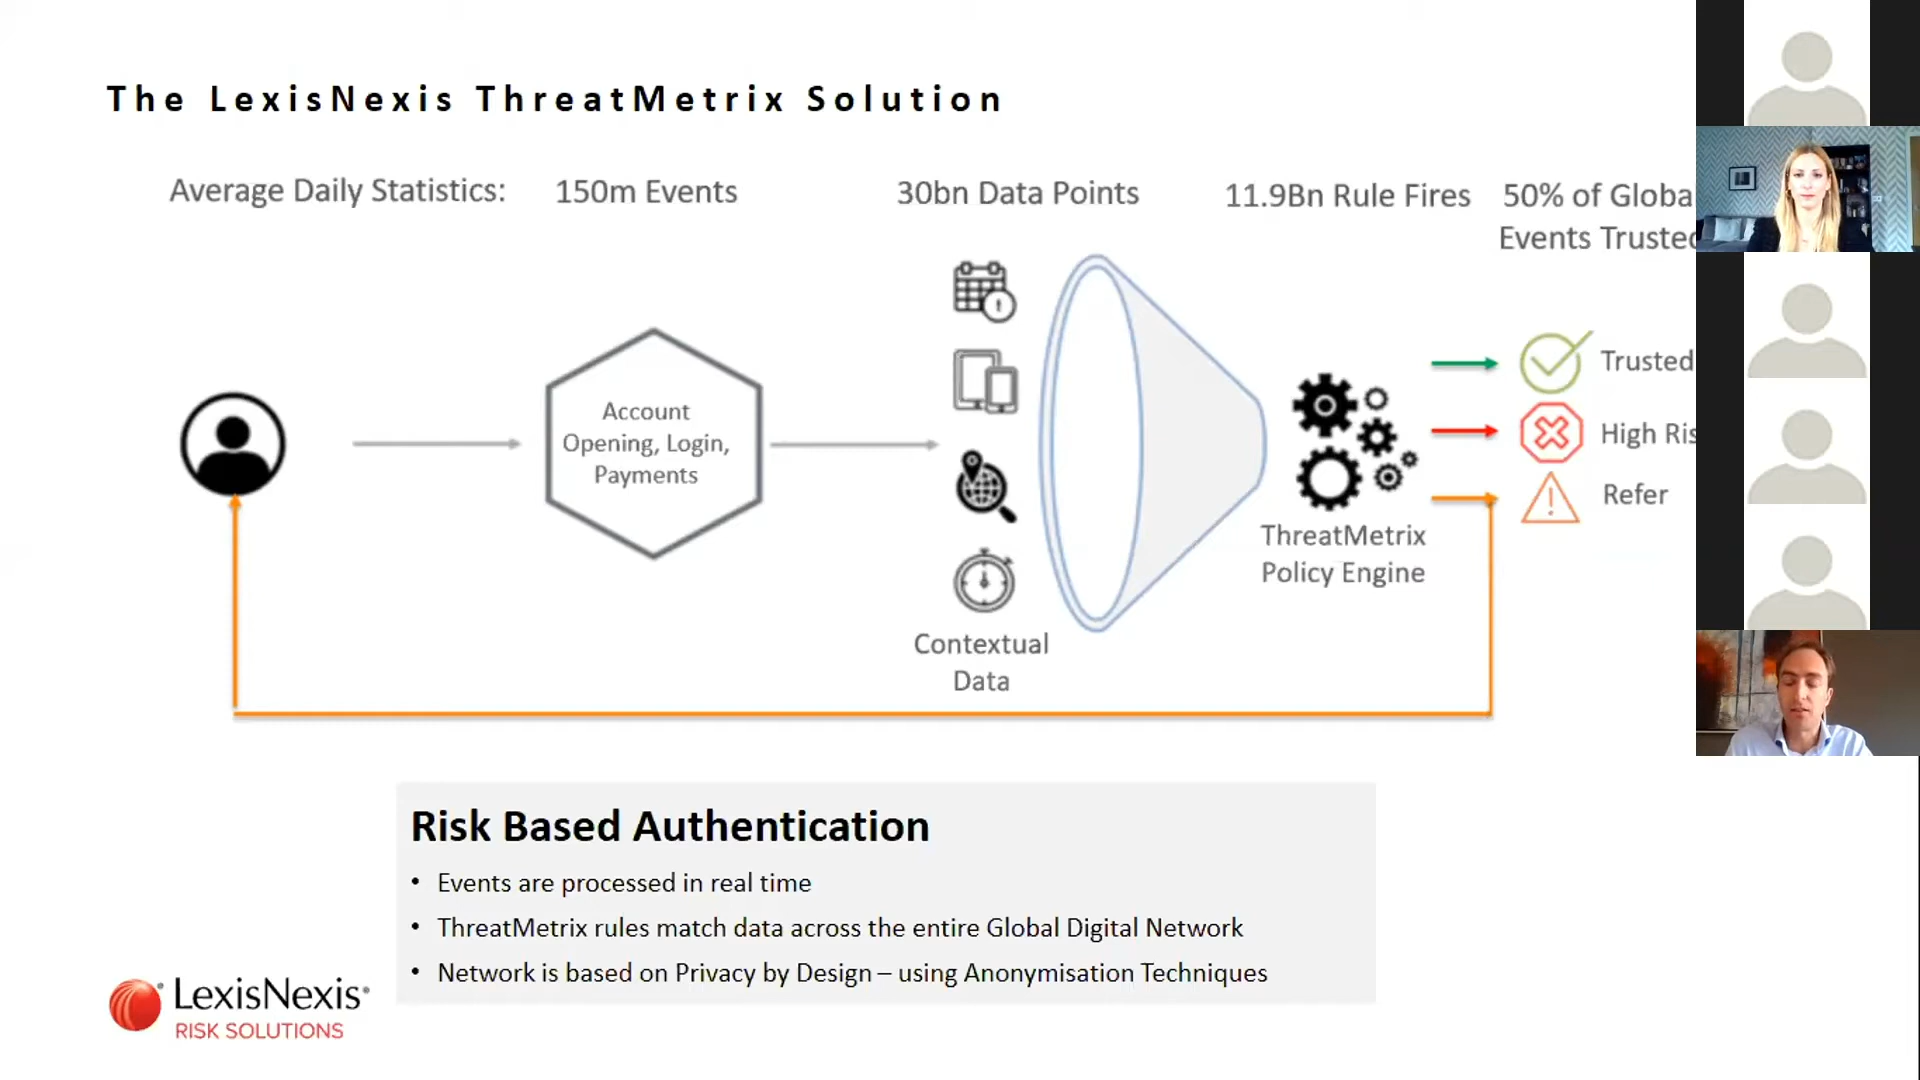 The LexisNexis ThreatMetrix Solution
Average Daily Statistics:
150m Events
30bn Data Points
11.9Bn Rule Fires
50% of Globa
Events Trusted
Account
Opening, Login,
Payments
Contextual
Data
ThreatMetrix
Policy Engine
Trusted
High Ris
Refer
Risk Based Authentication
• Events are processed in real time
• ThreatMetrix rules match data across the entire Global Digital Network
• Network is based on Privacy by Design – using Anonymisation Techniques
LexisNexis®
RISK SOLUTIONS